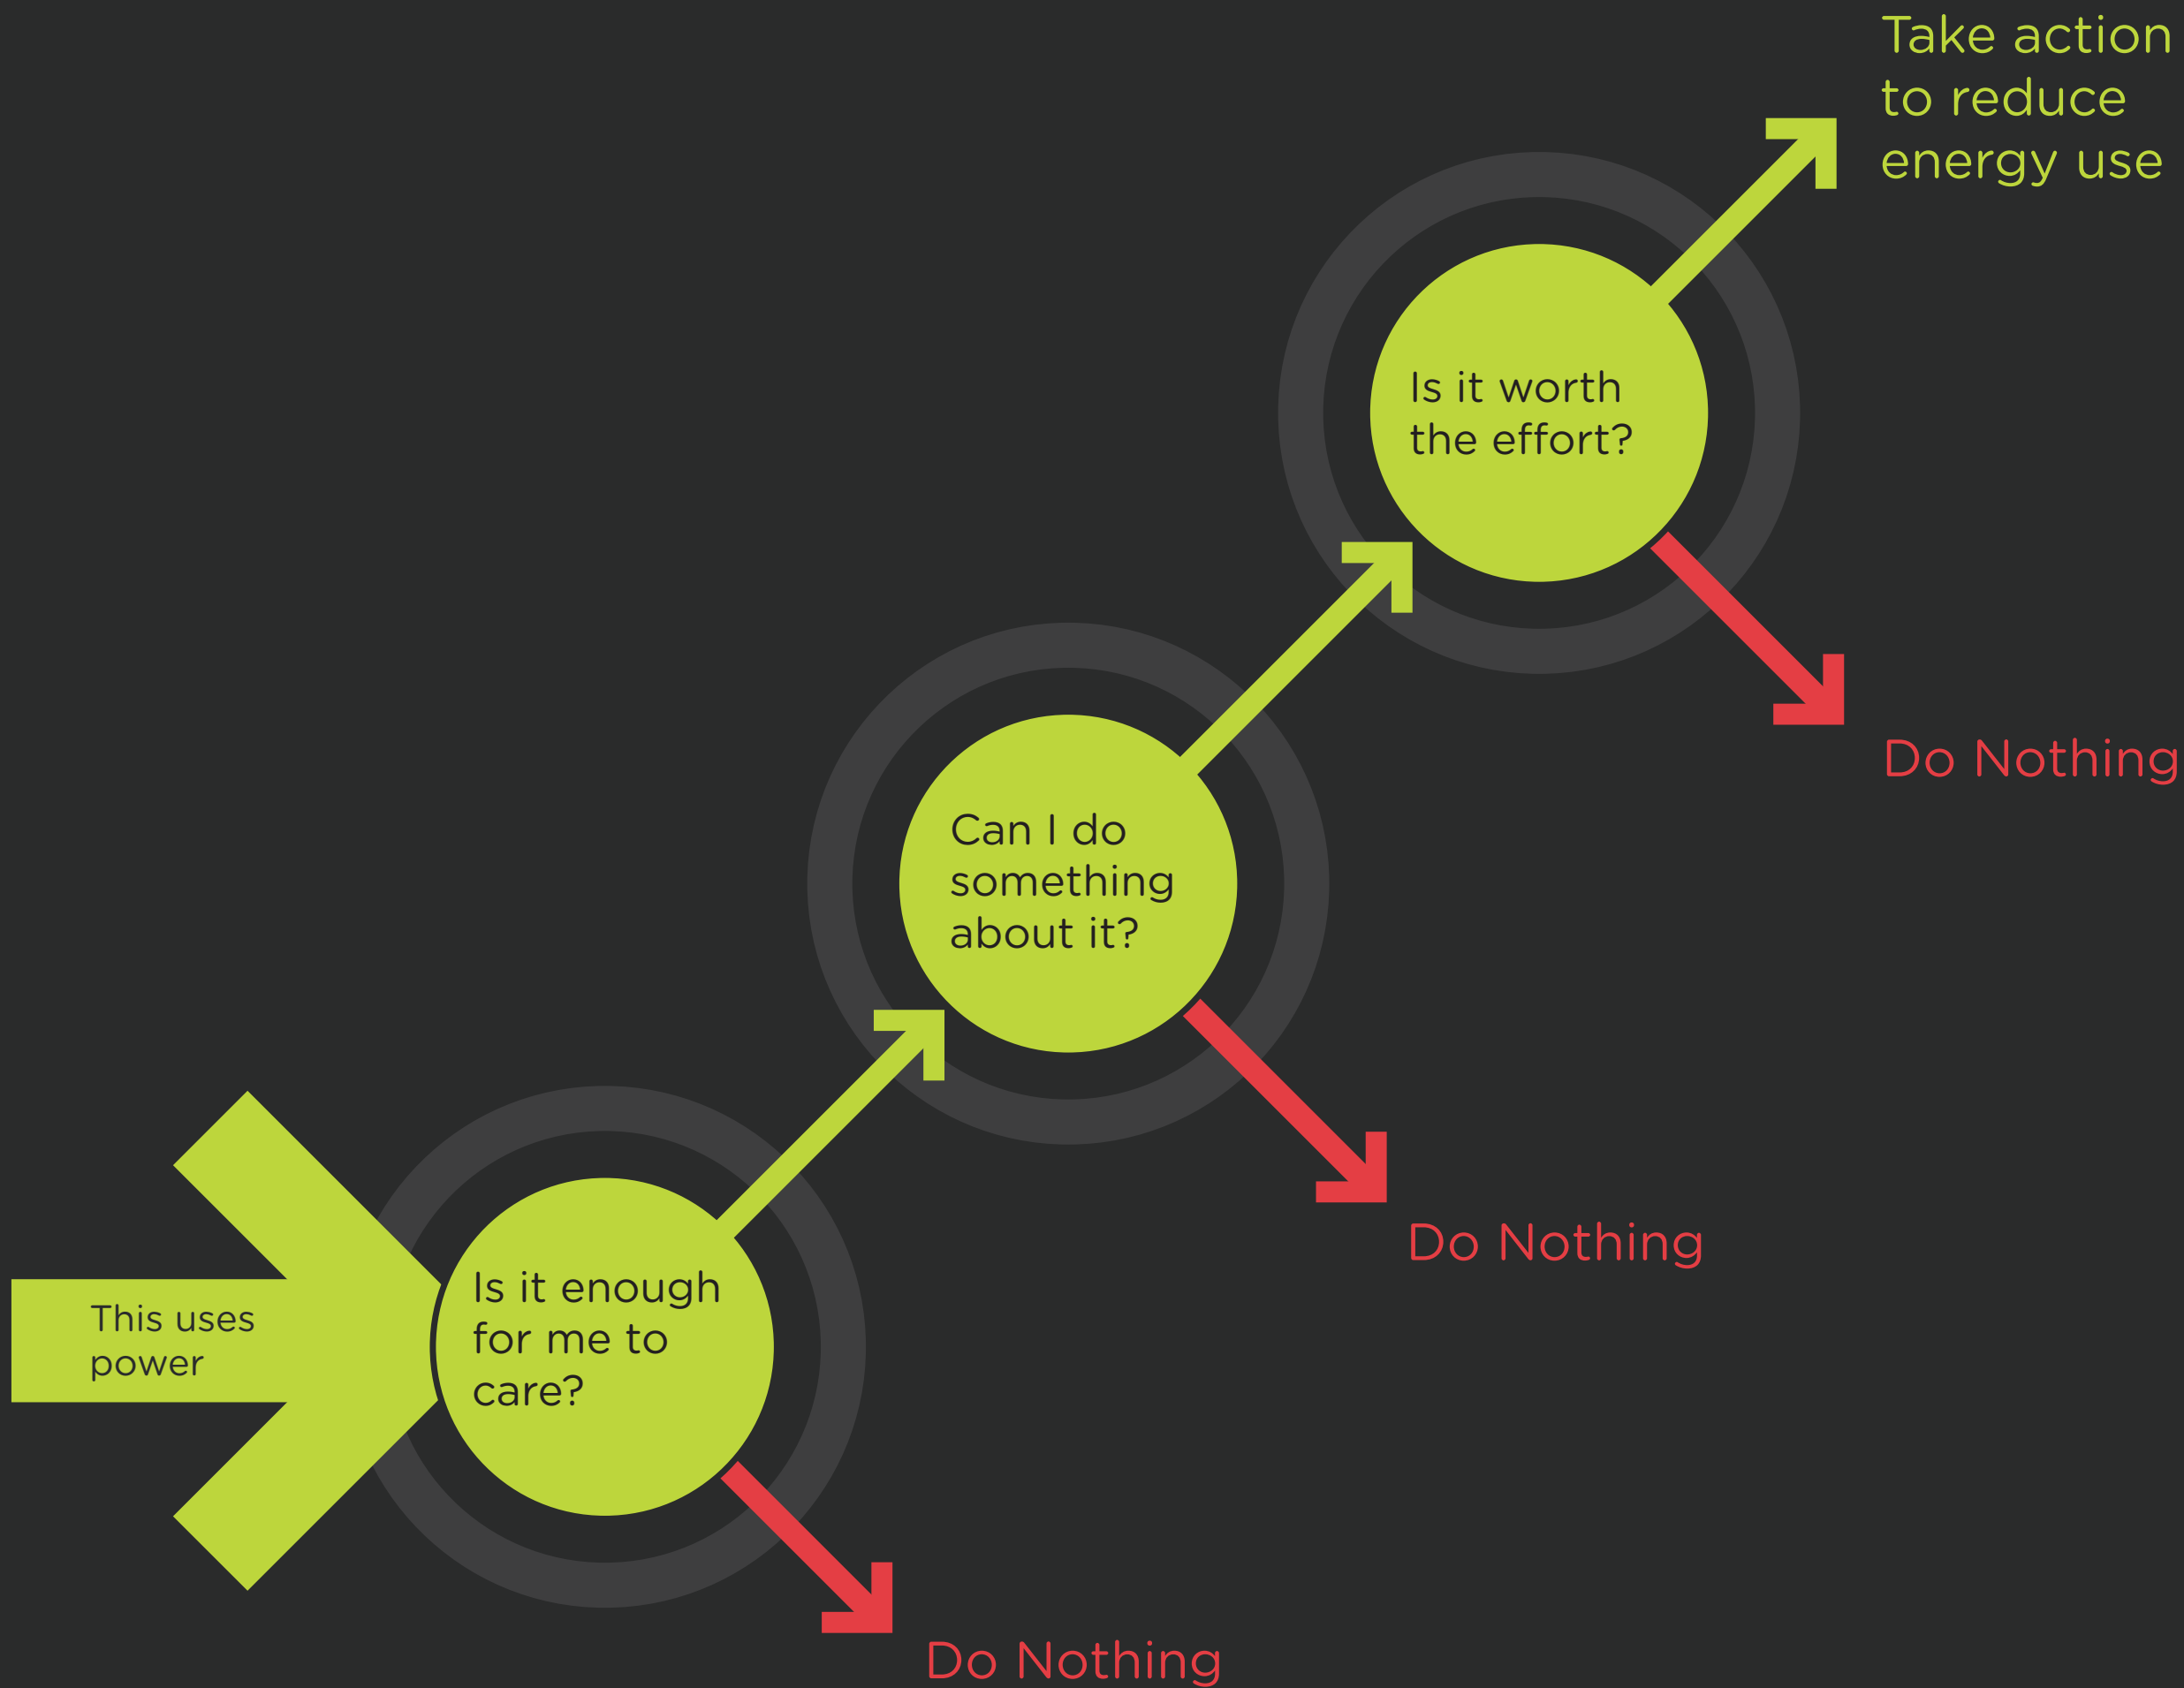 Take action
to reduce
energy use
Is it worth
the effort?
Do Nothing
Can I do
something
about it?
Do Nothing
This uses
power
Is it enough
for me to
care?
Do Nothing